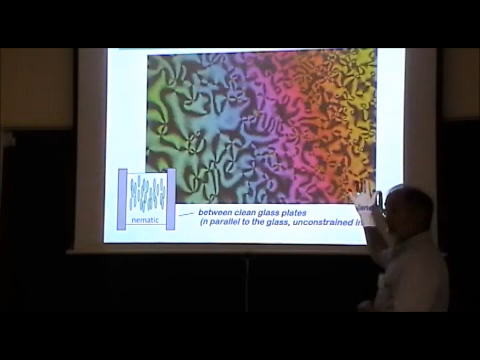 nematic
between clean glass plates
(n parallel to the glass, unconstrained in